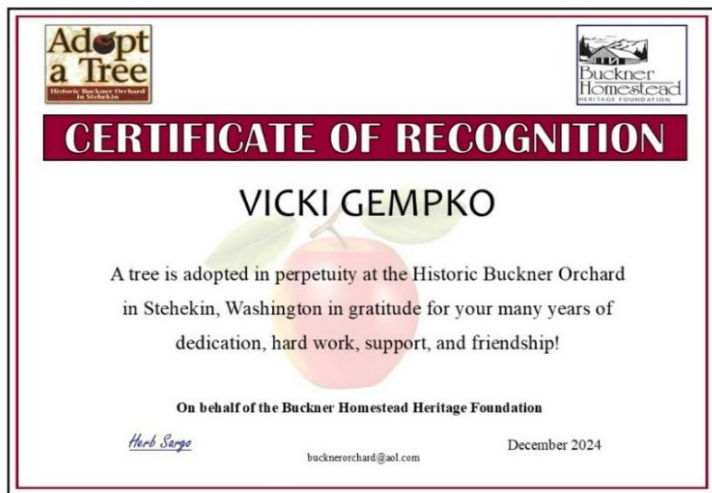 Adopt
a Tree
Historic Buckner Orchard
in Stehekin
Buckner
Homestead
HERITAGE FOUNDATION
CERTIFICATE OF RECOGNITION
VICKI GEMPKO
A tree is adopted in perpetuity at the Historic Buckner Orchard
in Stehekin, Washington in gratitude for your many years of
dedication, hard work, support, and friendship!
On behalf of the Buckner Homestead Heritage Foundation
Herb Sargo
December 2024
bucknerorchard@aol.com